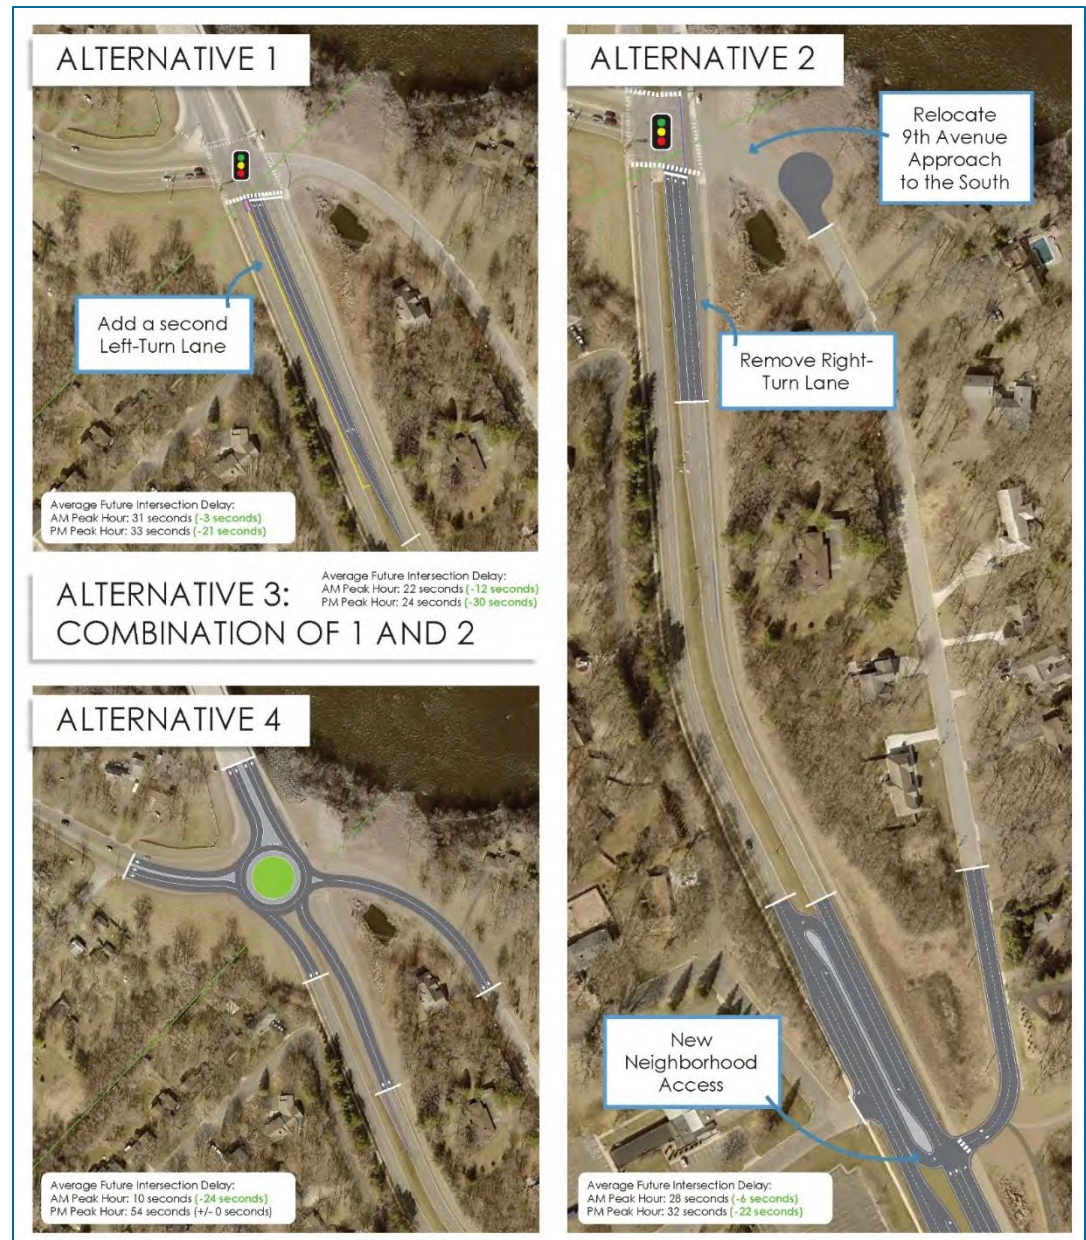 ALTERNATIVE 1
Add a second
Left-Turn Lane
Average Future Intersection Delay:
AM Peak Hour: 31 seconds (-3 seconds)
PM Peak Hour: 33 seconds (-21 seconds)
ALTERNATIVE 3:
COMBINATION OF 1 AND 2
Average Future Intersection Delay:
AM Peak Hour: 22 seconds (-12 seconds)
PM Peak Hour: 24 seconds (-30 seconds)
ALTERNATIVE 4
Average Future Intersection Delay:
AM Peak Hour: 10 seconds (-24 seconds)
PM Peak Hour: 54 seconds (+/- 0 seconds)
ALTERNATIVE 2
Relocate
9th Avenue
Approach
to the South
Remove Right-
Turn Lane
New
Neighborhood
Access
Average Future Intersection Delay:
AM Peak Hour: 28 seconds (-6 seconds)
PM Peak Hour: 32 seconds (-22 seconds)